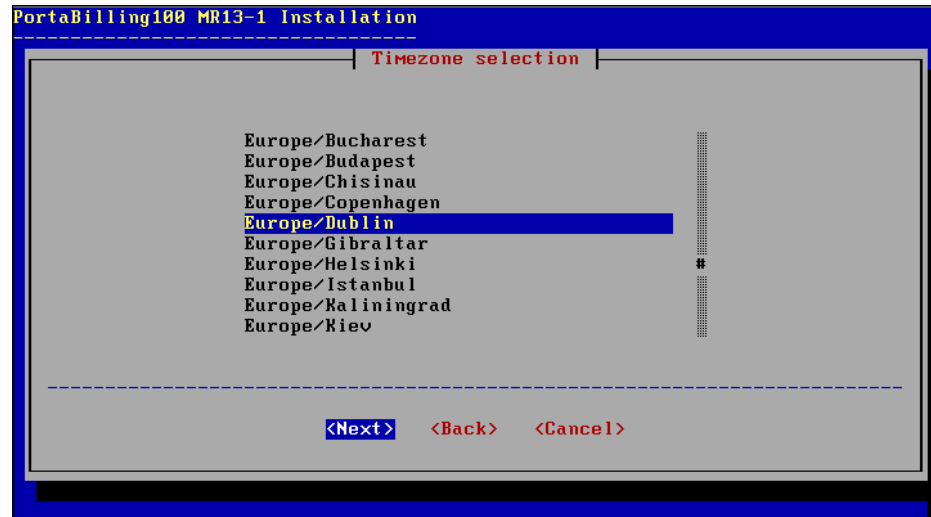 PortaBilling100 MR13-1 Installation
Timezone selection
Europe/Bucharest
Europe/Budapest
Europe/Chisinau
Europe/Copenhagen
Europe/Dublin
Europe/Gibraltar
Europe/Helsinki
#
Europe/Istanbul
Europe/Kaliningrad
Europe/Kiev
<Next> <Back> <Cancel>